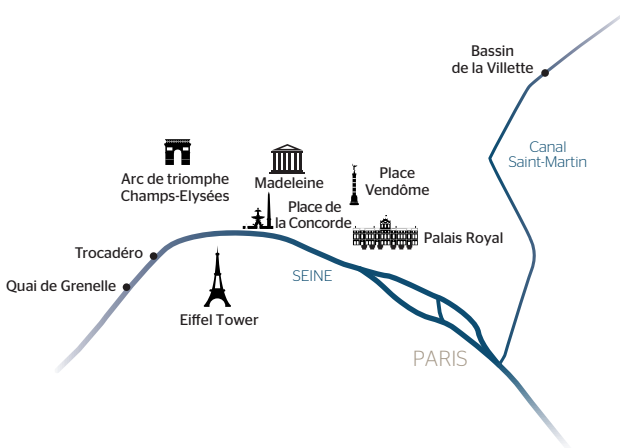 Bassin
de la Villette
Canal
Saint-Martin
Arc de triomphe
Champs-Elysées
Madeleine
Place
Vendôme
Place de
la Concorde
Palais Royal
Trocadéro
SEINE
Quai de Grenelle
Eiffel Tower
PARIS